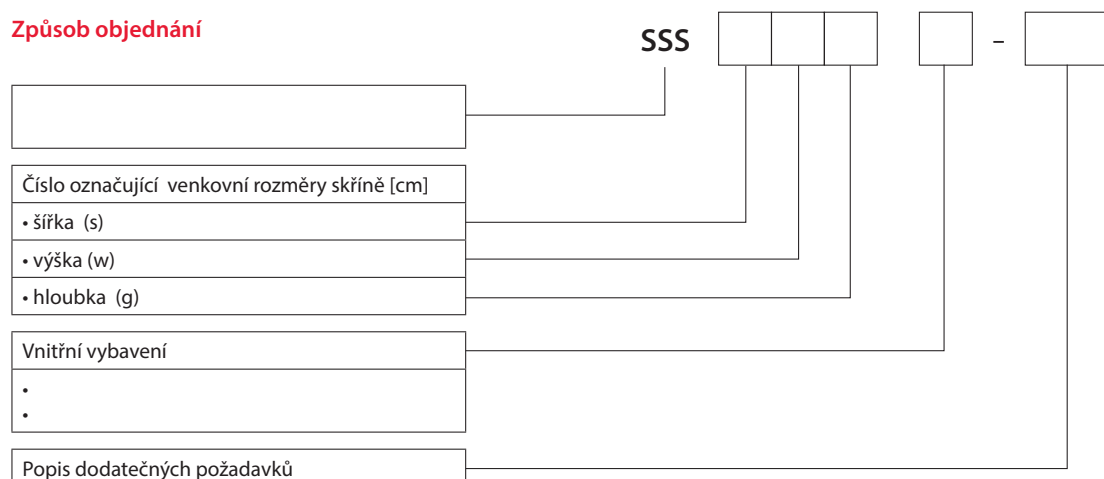 Způsob objednání
SSS –
Číslo označující venkovní rozměry skříně [cm]
• šířka (s)
• výška (w)
• hloubka (g)
Vnitřní vybavení
•
•
Popis dodatečných požadavků